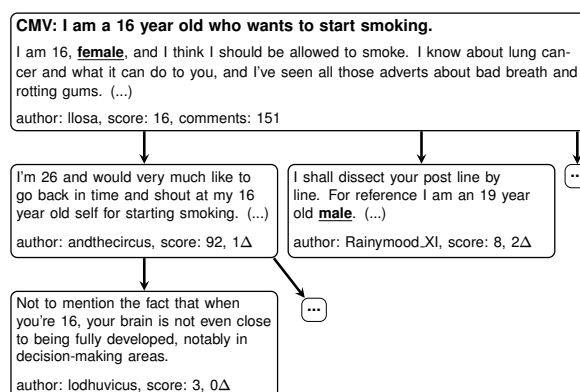 CMV: I am a 16 year old who wants to start smoking.
I am 16, female, and I think I should be allowed to smoke. I know about lung can-
cer and what it can do to you, and I've seen all those adverts about bad breath and
rotting gums. (...)
author: llosa, score: 16, comments: 151
I'm 26 and would very much like to
go back in time and shout at my 16
year old self for starting smoking. (...)
author: andthecircus, score: 92, 1Δ
I shall dissect your post line by
line. For reference I am an 19 year
old male. (...)
author: Rainymood_XI, score: 8, 2Δ
...
Not to mention the fact that when
you're 16, your brain is not even close
to being fully developed, notably in
decision-making areas.
author: lodhuvicus, score: 3, 0Δ
...